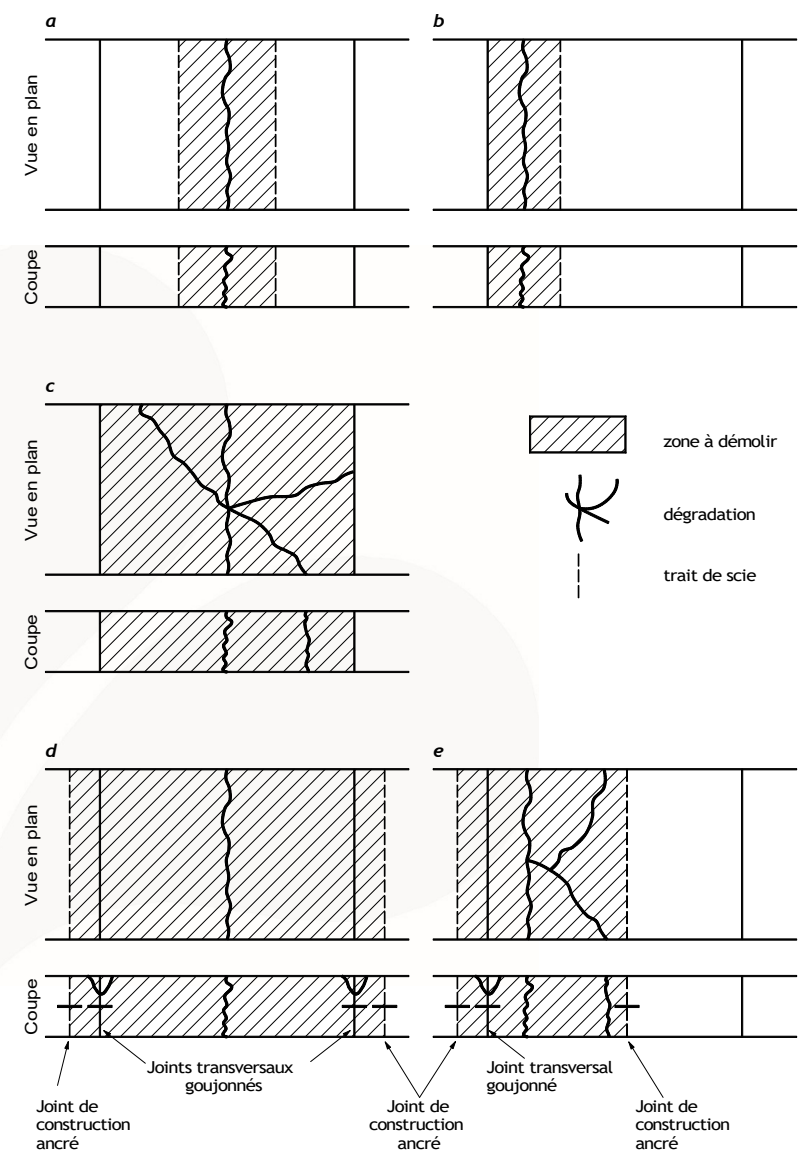 a
b
Vue en plan
Coupe
c
Vue en plan
Coupe
zone à démolir
dégradation
trait de scie
d
e
Vue en plan
Coupe
Joints transversaux
goujonnés
Joint transversal
goujonné
Joint de
construction
ancré
Joint de
construction
ancré
Joint de
construction
ancré